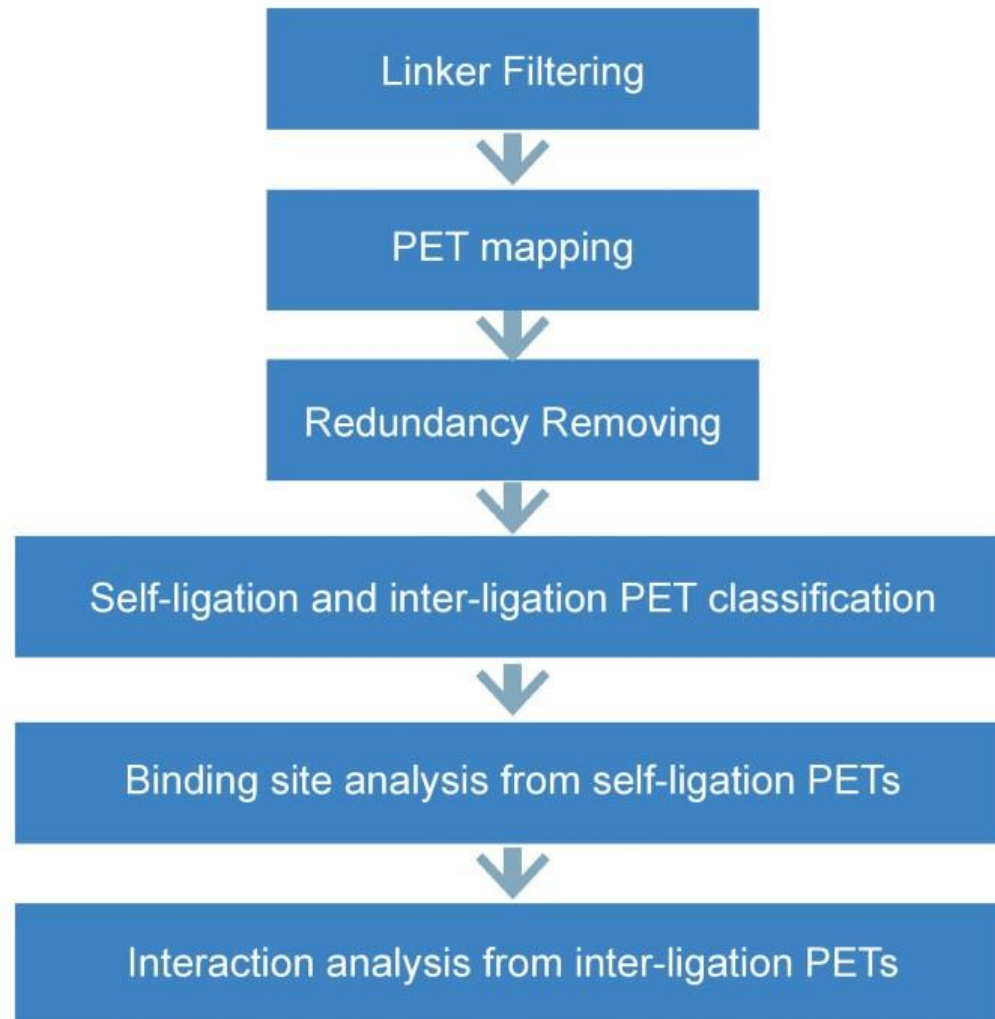 Linker Filtering
PET mapping
Redundancy Removing
Self-ligation and inter-ligation PET classification
Binding site analysis from self-ligation PETs
Interaction analysis from inter-ligation PETs